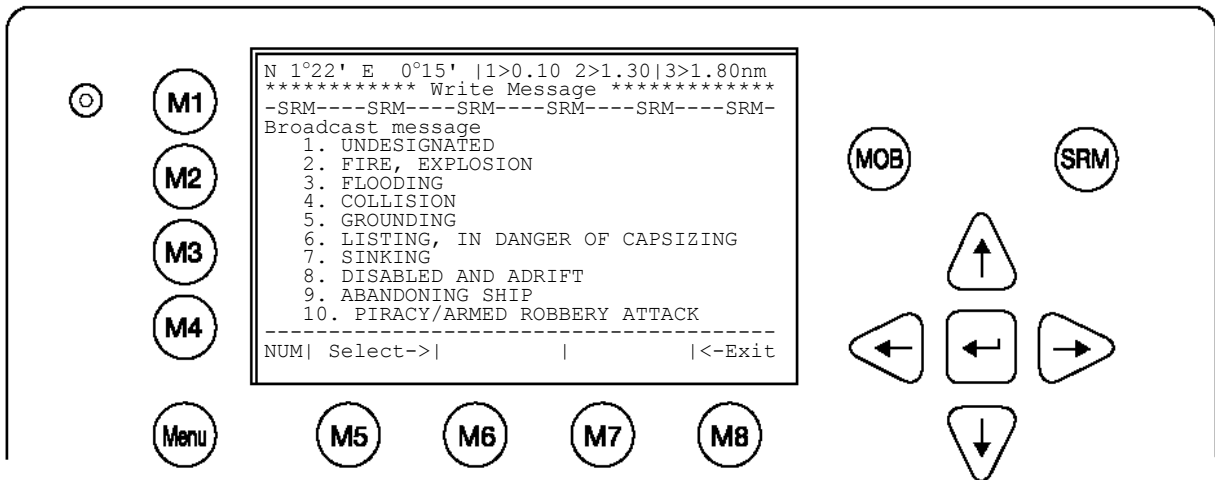 N 1°22' E 0°15' |1>0.10 2>1.30|3>1.80nm
************ Write Message *************
-SRM----SRM----SRM----SRM----SRM----SRM-
Broadcast message
1. UNDESIGNATED
2. FIRE, EXPLOSION
3. FLOODING
4. COLLISION
5. GROUNDING
6. LISTING, IN DANGER OF CAPSIZING
7. SINKING
8. DISABLED AND ADRIFT
9. ABANDONING SHIP
10. PIRACY/ARMED ROBBERY ATTACK
----------------------------------------
NUM| Select->| | |<-Exit
M1
M2
M3
M4
Menu
M5
M6
M7
M8
MOB
SRM